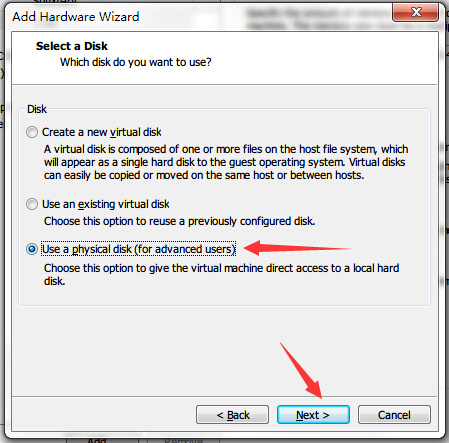 Add Hardware Wizard
Select a Disk
Which disk do you want to use?
Disk
Create a new virtual disk
A virtual disk is composed of one or more files on the host file system, which
will appear as a single hard disk to the guest operating system. Virtual disks
can easily be copied or moved on the same host or between hosts.
Use an existing virtual disk
Choose this option to reuse a previously configured disk.
Use a physical disk (for advanced users)
Choose this option to give the virtual machine direct access to a local hard
disk.
< Back
Next >
Cancel
Add
Remove